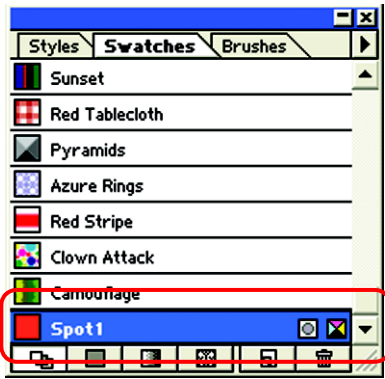 Styles Swatches Brushes
Sunset
Red Tablecloth
Pyramids
Azure Rings
Red Stripe
Clown Attack
Camouflage
Spot1